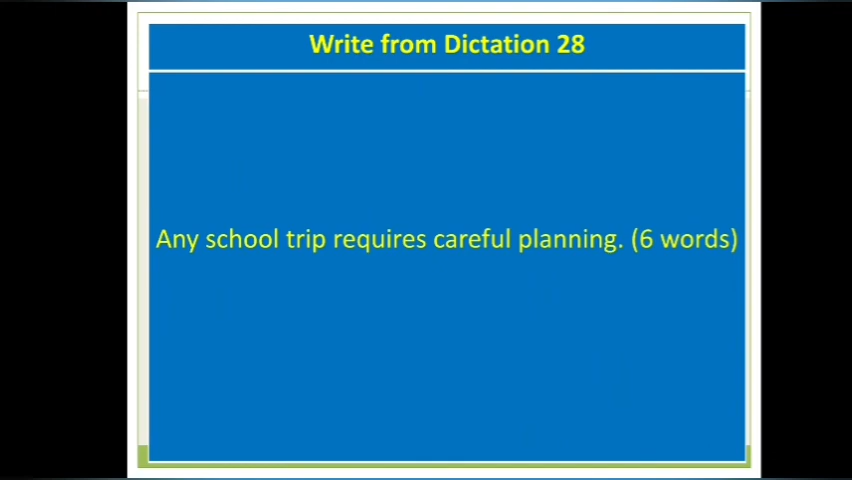 Write from Dictation 28
Any school trip requires careful planning. (6 words)